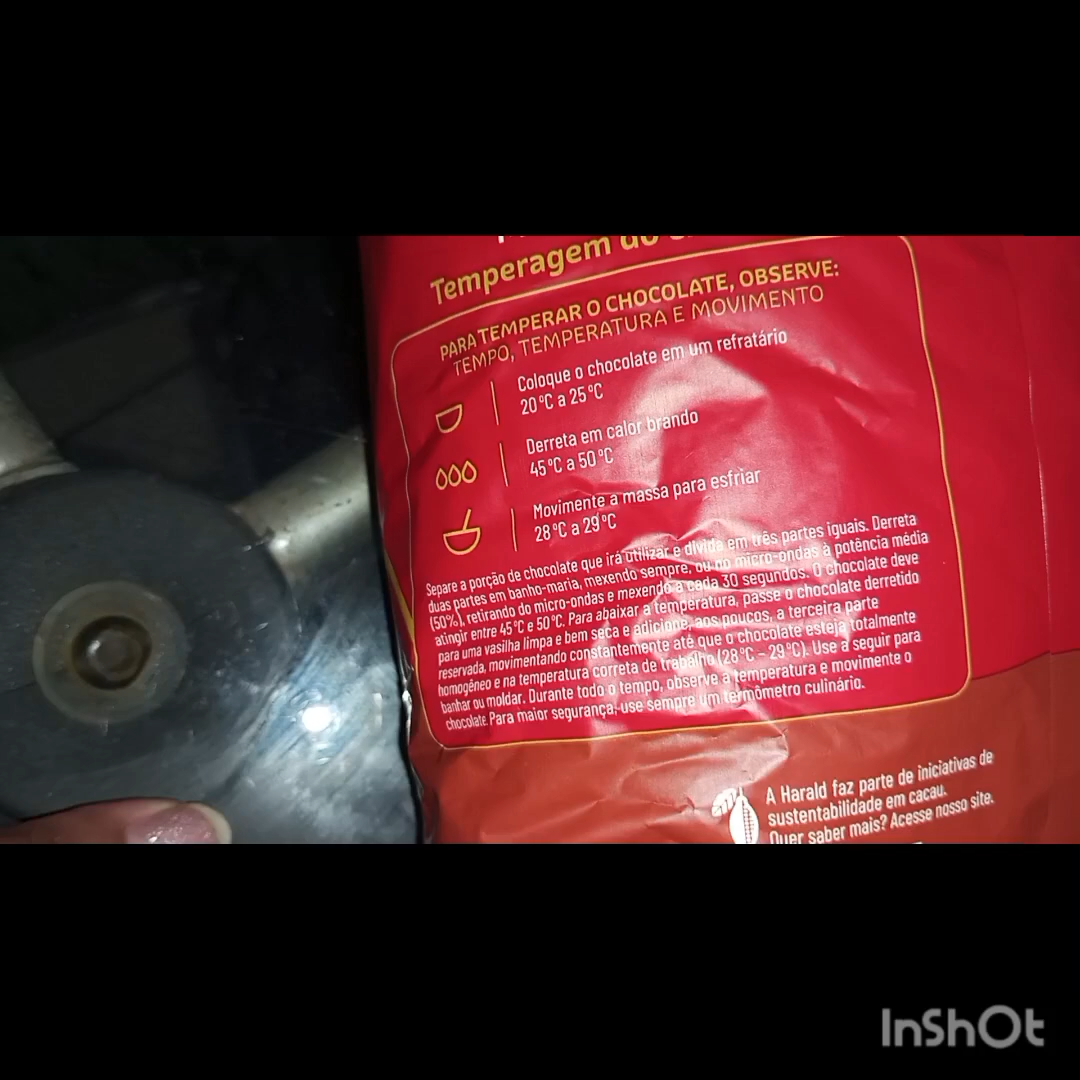 Temperagem do
PARA TEMPERAR O CHOCOLATE, OBSERVE:
TEMPO, TEMPERATURA E MOVIMENTO
Coloque o chocolate em um refratário
20°C a 25°C
Derreta em calor brando
45°C a 50°C
Movimente a massa para esfriar
28°C a 29°C
Separe a porção de chocolate que irá utilizar e divida em três partes iguais. Derreta
duas partes em banho-maria, mexendo sempre, ou no micro-ondas à potência média
(50%), retirando do micro-ondas e mexendo a cada 30 segundos. O chocolate deve
atingir entre 45°C e 50°C. Para abaixar a temperatura, passe o chocolate derretido
para uma vasilha limpa e bem seca e adicione, aos poucos, a terceira parte
reservada, movimentando constantemente até que o chocolate esteja totalmente
homogêneo e na temperatura correta de trabalho (28°C – 29°C). Use a seguir para
banhar ou moldar. Durante todo o tempo, observe a temperatura e movimente o
chocolate. Para maior segurança, use sempre um termômetro culinário.
A Harald faz parte de iniciativas de
sustentabilidade em cacau.
Quer saber mais? Acesse nosso site.
InShOt